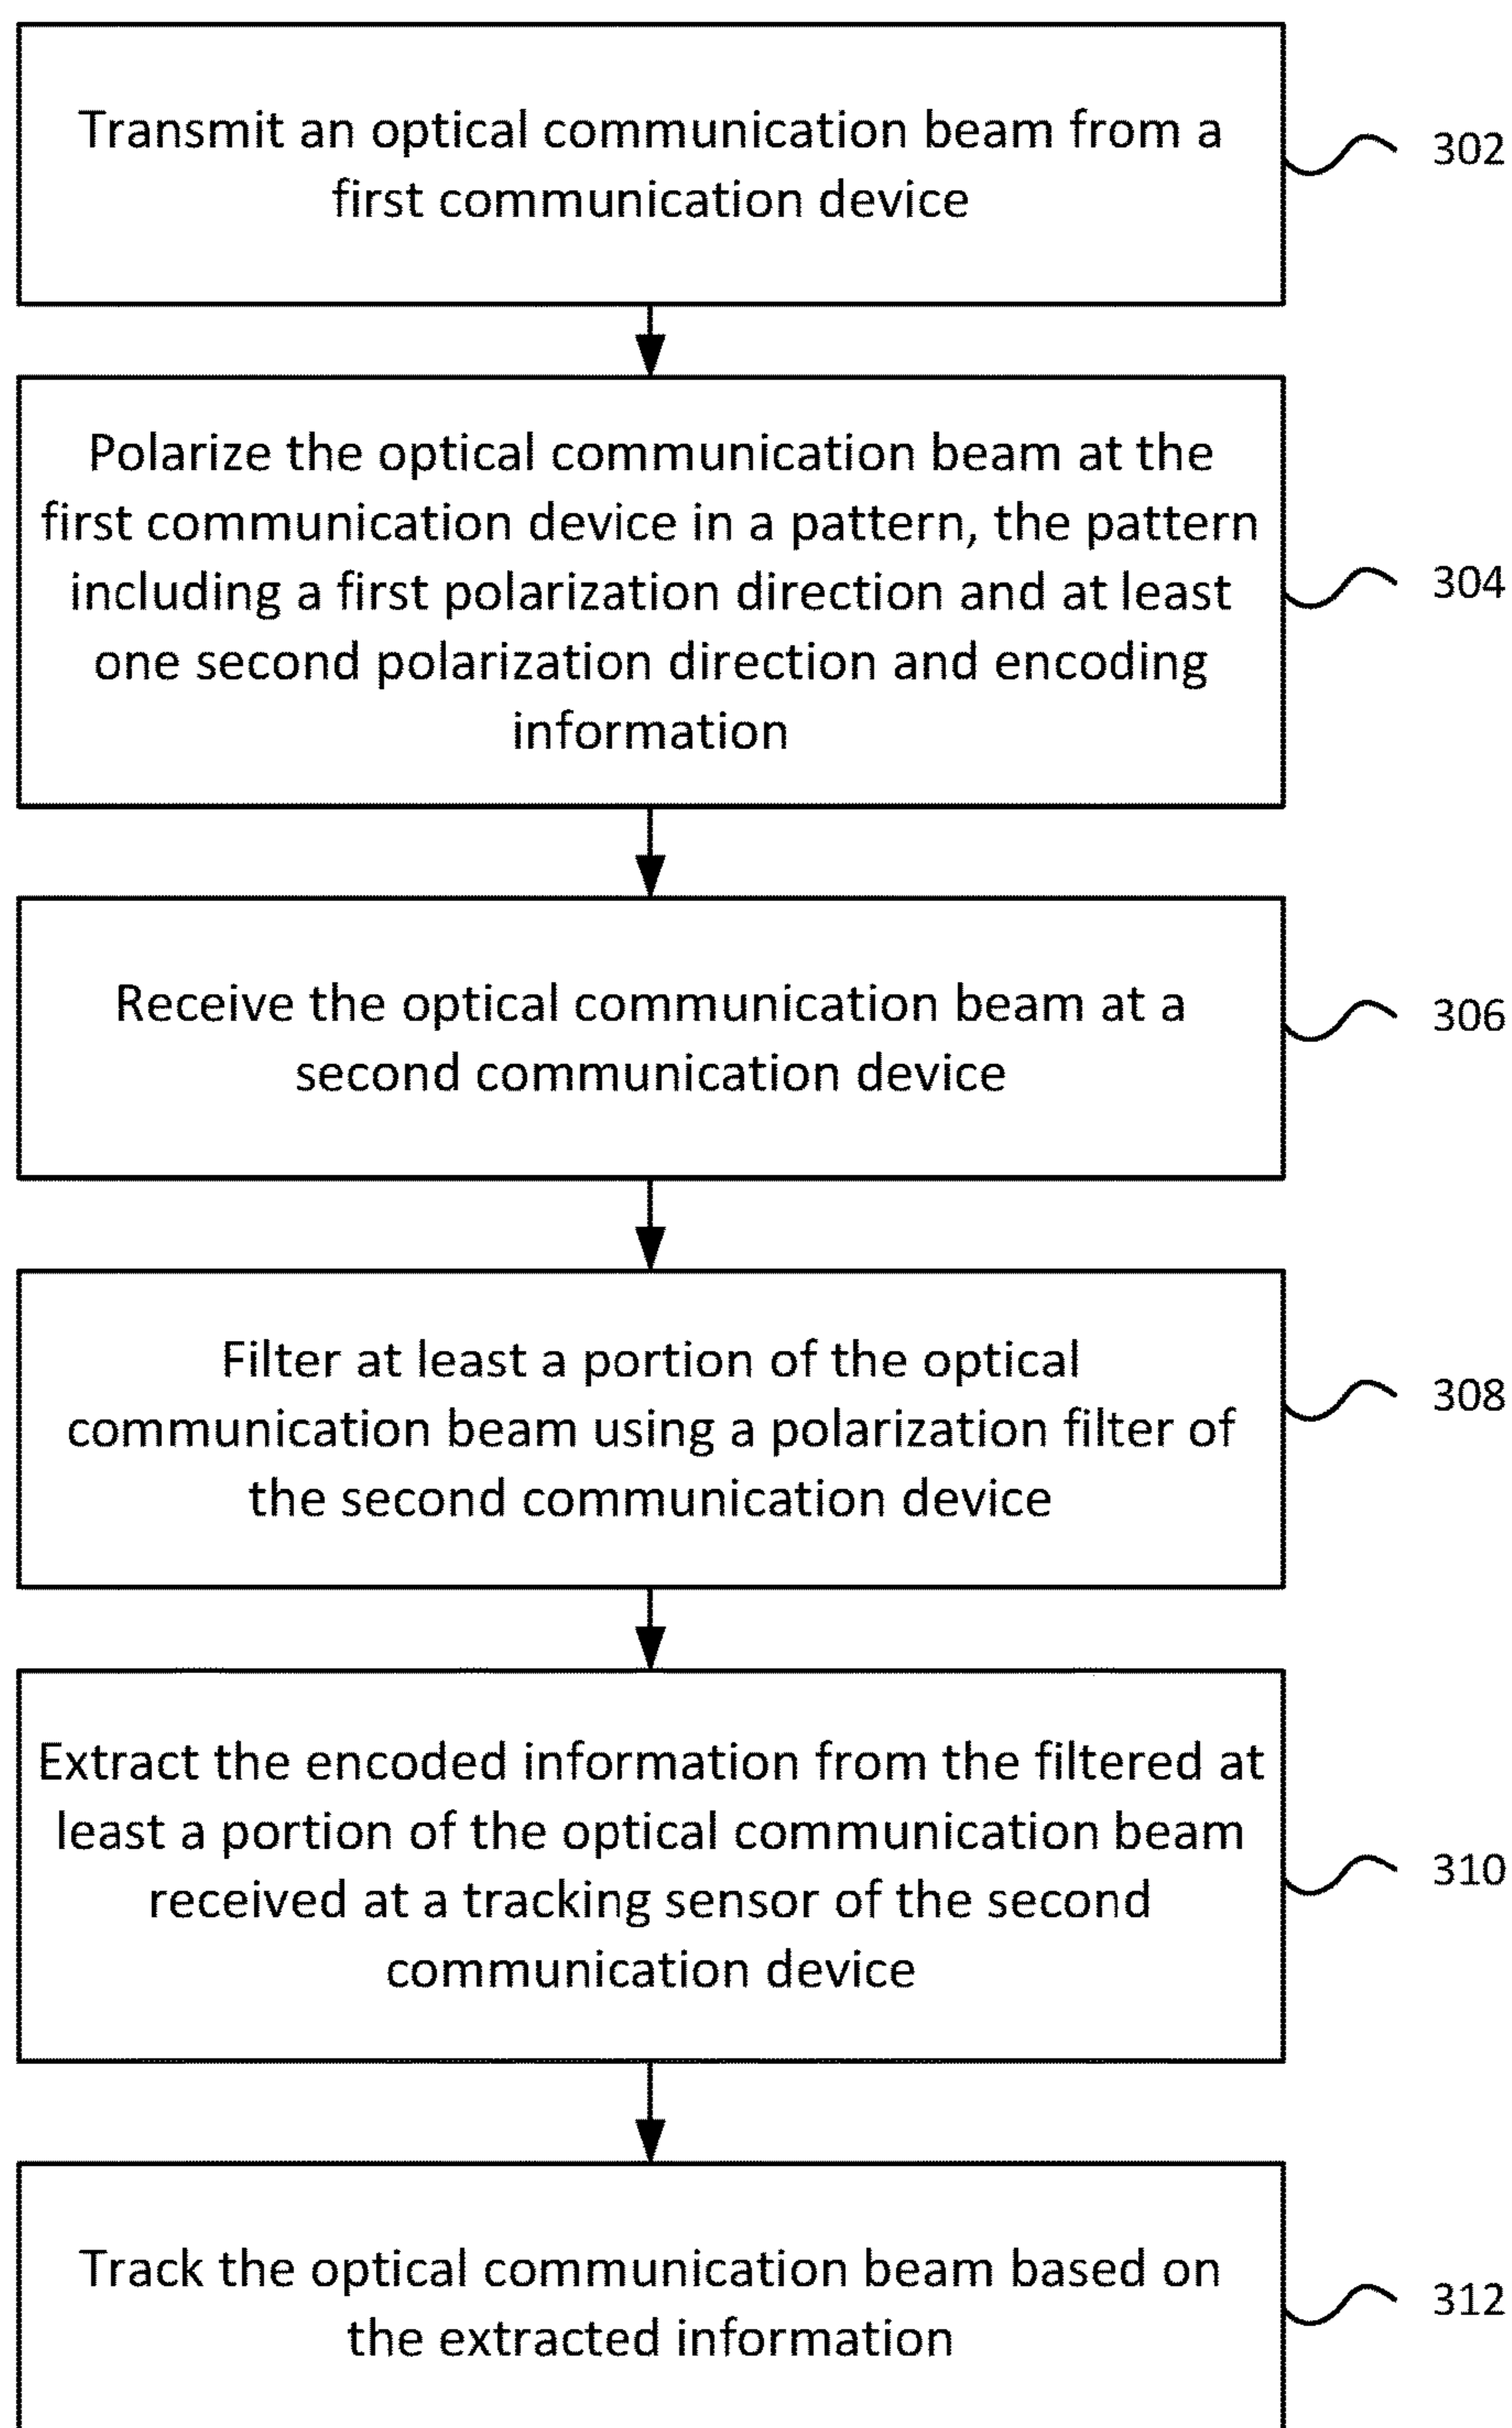 Transmit an optical communication beam from a
first communication device
302
Polarize the optical communication beam at the
first communication device in a pattern, the pattern
including a first polarization direction and at least
one second polarization direction and encoding
information
304
Receive the optical communication beam at a
second communication device
306
Filter at least a portion of the optical
communication beam using a polarization filter of
the second communication device
308
Extract the encoded information from the filtered at
least a portion of the optical communication beam
received at a tracking sensor of the second
communication device
310
Track the optical communication beam based on
the extracted information
312